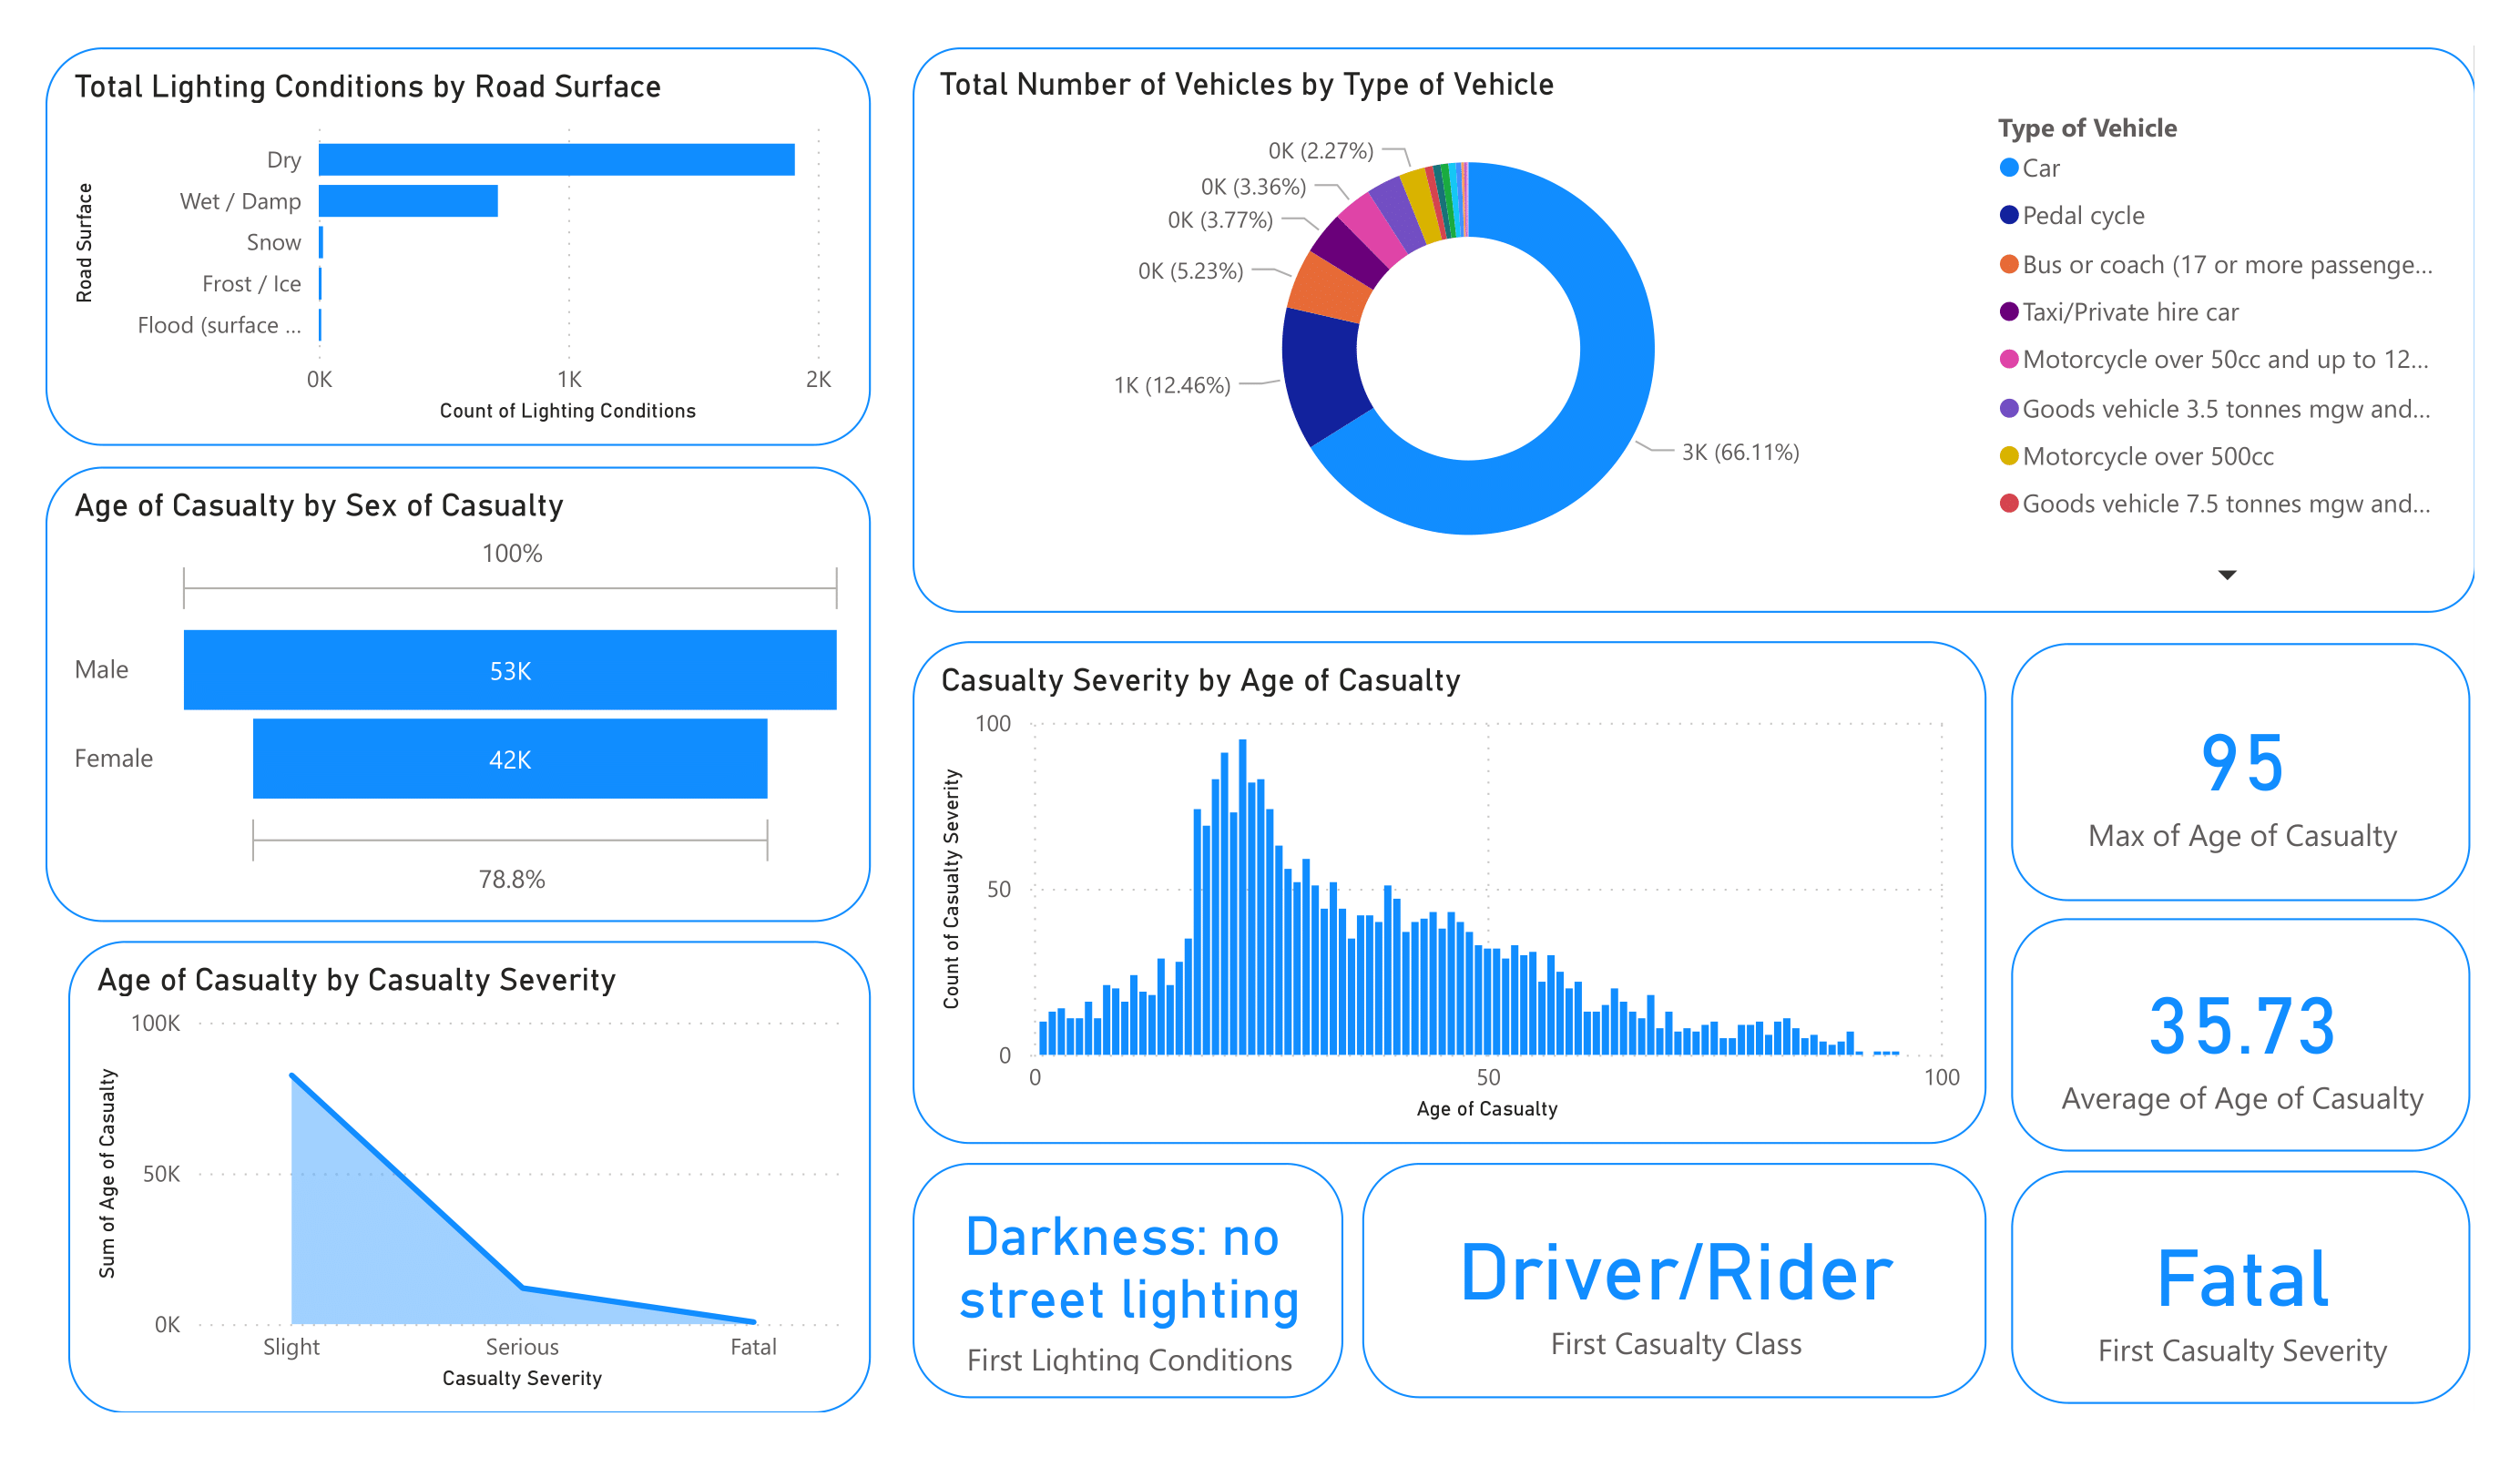 Total Lighting Conditions by Road Surface
Road Surface
Dry
Wet / Damp
Snow
Frost / Ice
Flood (surface ...
0K
1K
2K
Count of Lighting Conditions
Total Number of Vehicles by Type of Vehicle
0K (2.27%)
0K (3.36%)
0K (3.77%)
0K (5.23%)
1K (12.46%)
3K (66.11%)
Type of Vehicle
Car
Pedal cycle
Bus or coach (17 or more passenge...
Taxi/Private hire car
Motorcycle over 50cc and up to 12...
Goods vehicle 3.5 tonnes mgw and...
Motorcycle over 500cc
Goods vehicle 7.5 tonnes mgw and...
Age of Casualty by Sex of Casualty
100%
Male
53K
Female
42K
78.8%
Casualty Severity by Age of Casualty
Count of Casualty Severity
100
50
0
0
50
100
Age of Casualty
95
Max of Age of Casualty
35.73
Average of Age of Casualty
Age of Casualty by Casualty Severity
Sum of Age of Casualty
100K
50K
0K
Slight
Serious
Fatal
Casualty Severity
Darkness: no
street lighting
First Lighting Conditions
Driver/Rider
First Casualty Class
Fatal
First Casualty Severity